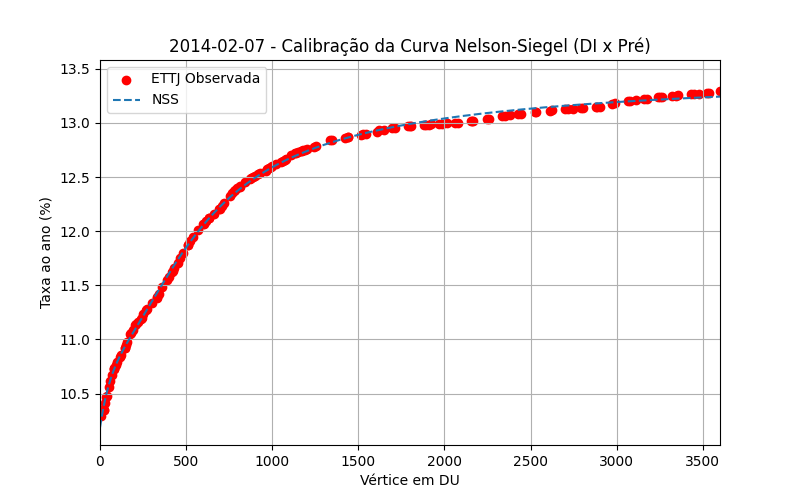 2014-02-07 - Calibração da Curva Nelson-Siegel (DI x Pré)
ETTJ Observada
NSS
Taxa ao ano (%)
13.5
13.0
12.5
12.0
11.5
11.0
10.5
0 500 1000 1500 2000 2500 3000 3500
Vértice em DU